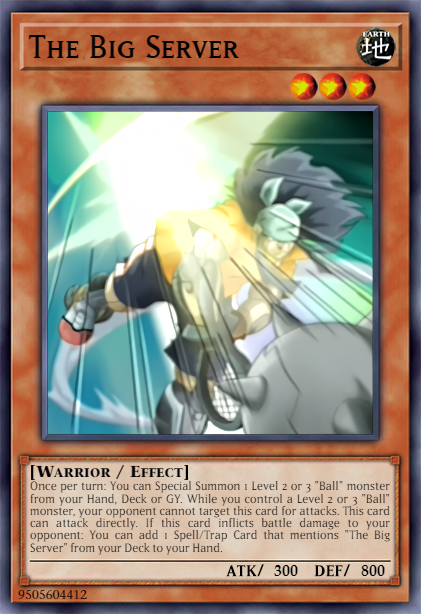 The Big Server
EARTH
地
[Warrior / Effect]
Once per turn: You can Special Summon 1 Level 2 or 3 "Ball" monster
from your Hand, Deck or GY. While you control a Level 2 or 3 "Ball"
monster, your opponent cannot target this card for attacks. This card
can attack directly. If this card inflicts battle damage to your
opponent: You can add 1 Spell/Trap Card that mentions "The Big
Server" from your Deck to your Hand.
ATK/ 300 DEF/ 800
9505604412